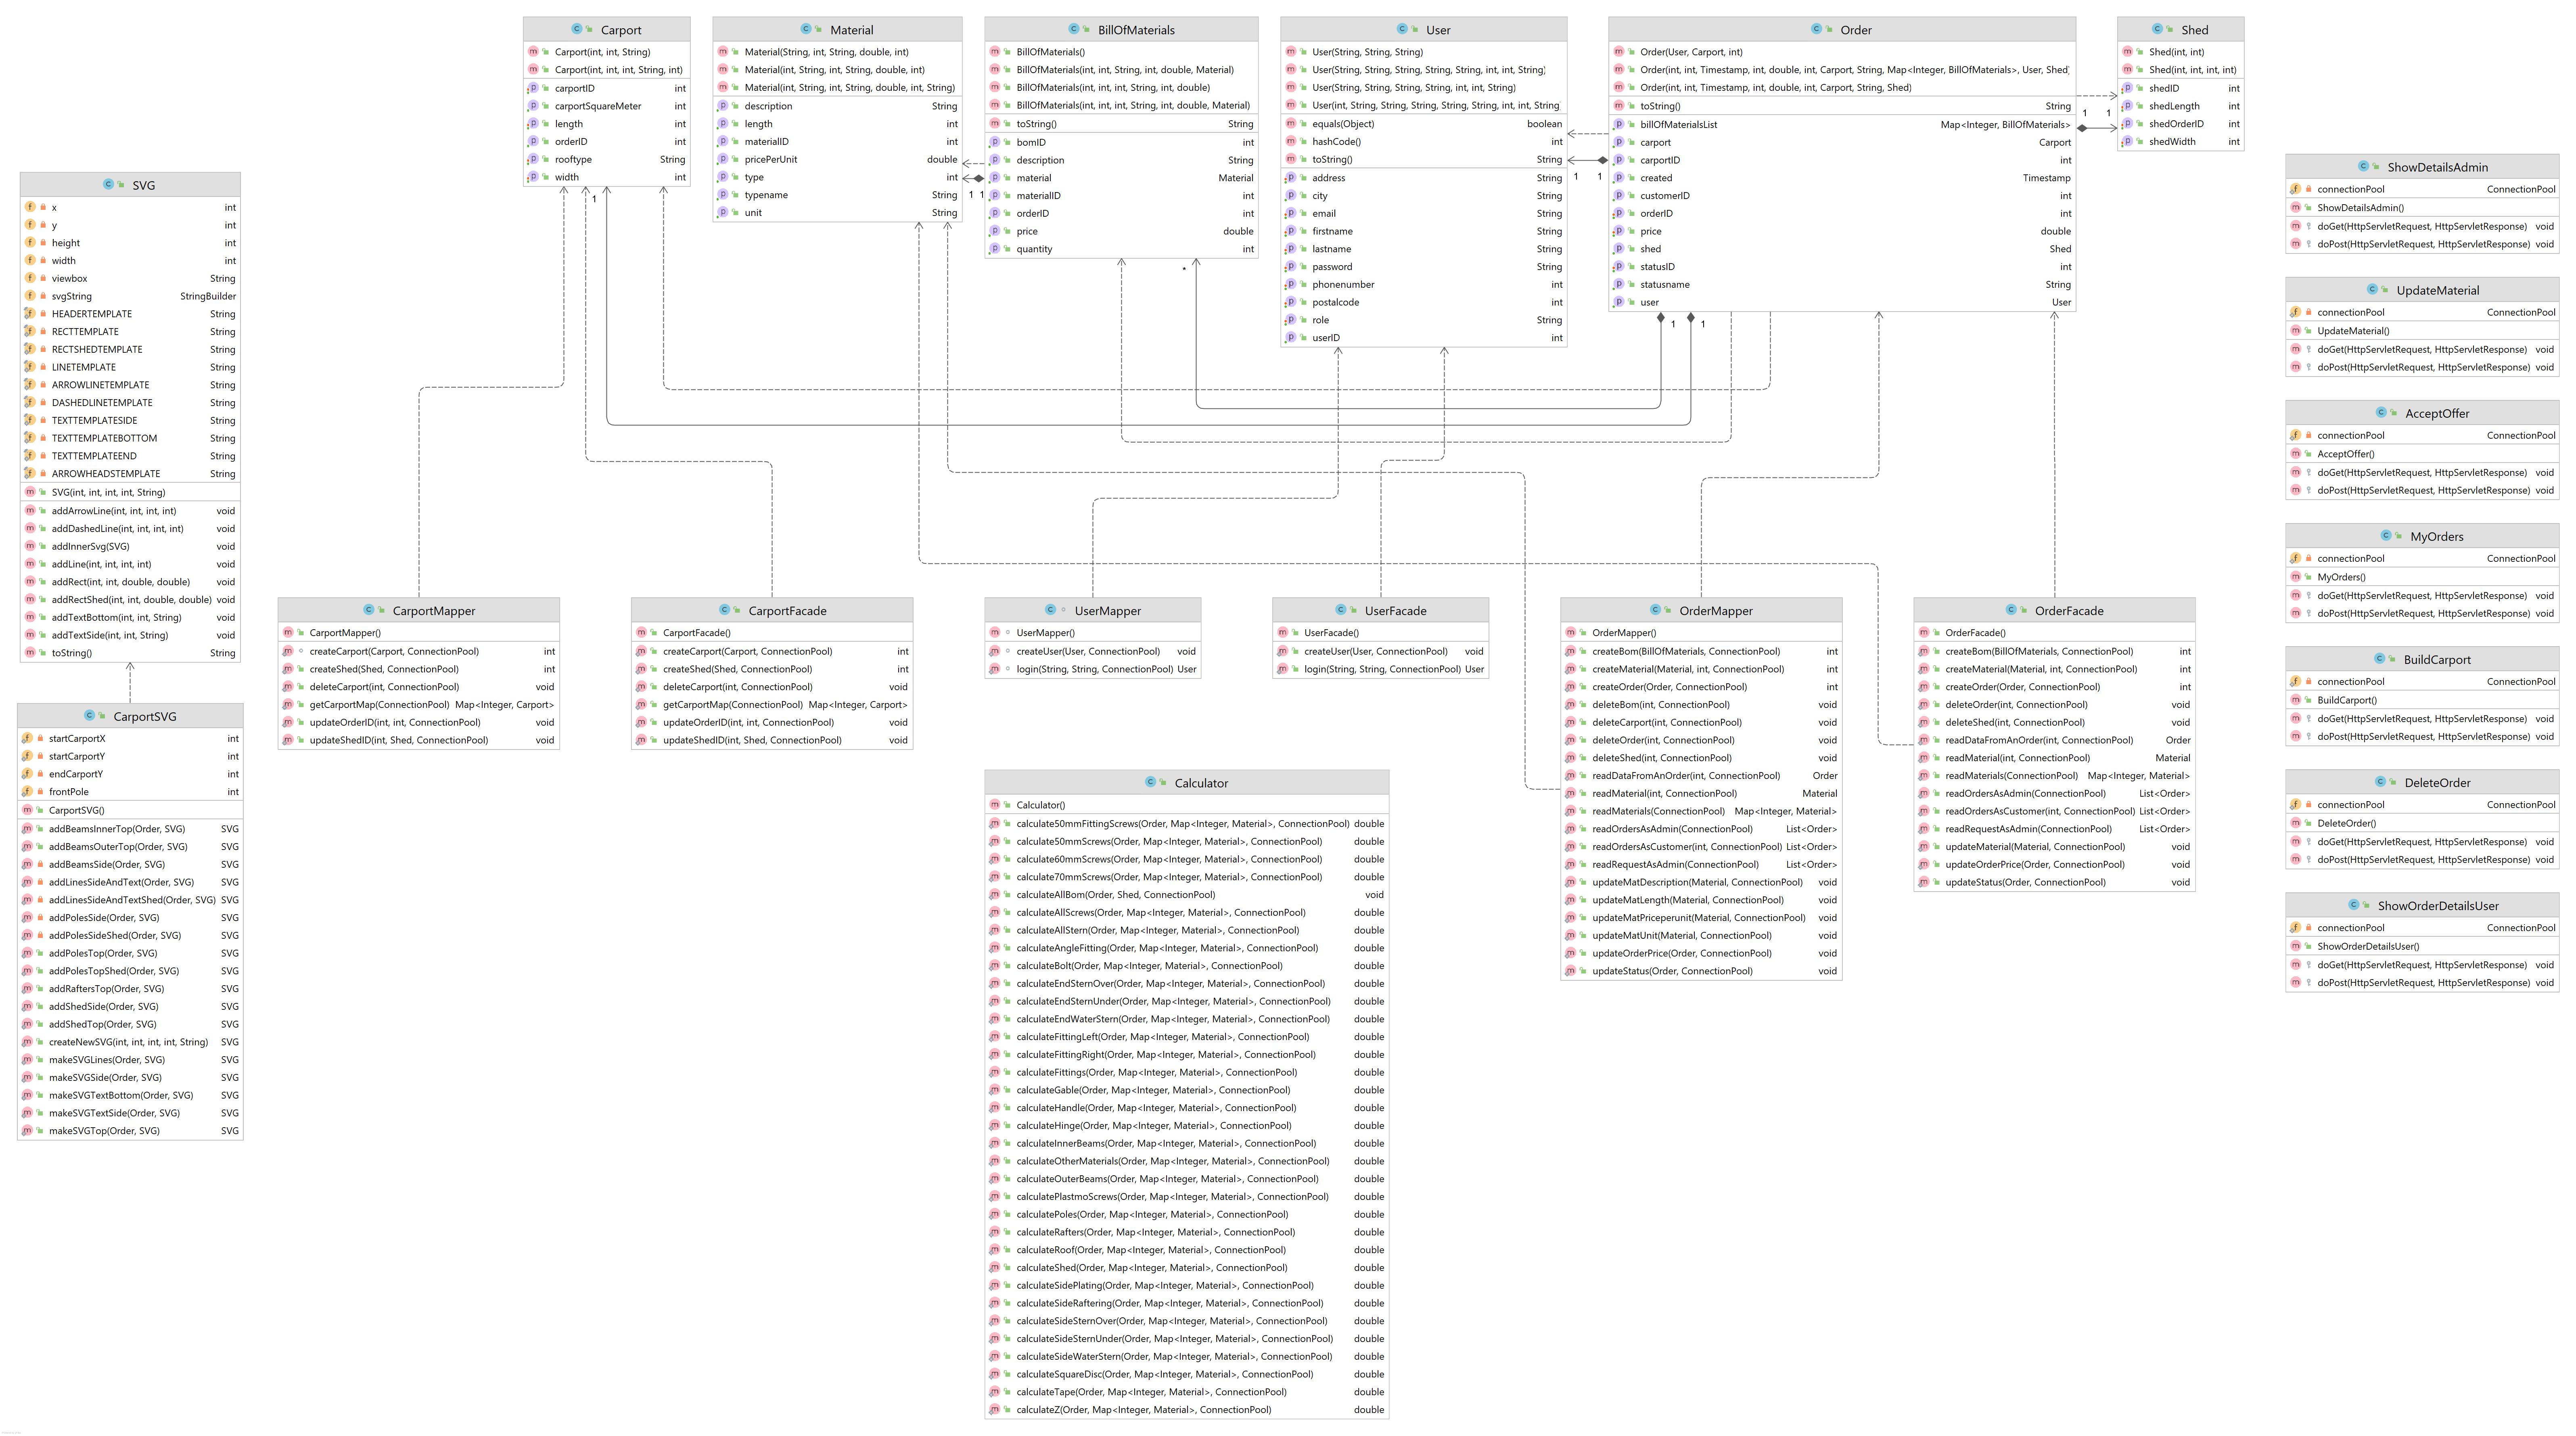 Carport
Carport(int, int, String)
Carport(int, int, int, String, int)
carportID int
carportSquareMeter int
length int
orderID int
rooftype String
width int
Material
Material(String, int, String, double, int)
Material(int, String, int, String, double, int)
Material(int, String, int, String, double, int, String)
description String
length int
materialID int
pricePerUnit double
type int
typename String
unit String
BillOfMaterials
BillOfMaterials()
BillOfMaterials(int, int, String, int, double, Material)
BillOfMaterials(int, int, int, String, int, double)
BillOfMaterials(int, int, int, String, int, double, Material)
toString() String
bomID int
description String
material Material
materialID int
orderID int
price double
quantity int
User
User(String, String, String)
User(String, String, String, String, String, int, int, String)
User(String, String, String, String, int, int, String)
User(int, String, String, String, String, String, int, int, String)
equals(Object) boolean
hashCode() int
toString() String
address String
city String
email String
firstname String
lastname String
password String
phonenumber int
postalcode int
role String
userID int
Order
Order(User, Carport, int)
Order(int, int, Timestamp, int, double, int, Carport, String, Map<Integer, BillOfMaterials>, User, Shed)
Order(int, int, Timestamp, int, double, int, Carport, String, Shed)
toString() String
billOfMaterialsList Map<Integer, BillOfMaterials>
carport Carport
carportID int
created Timestamp
customerID int
orderID int
price double
shed Shed
statusID int
statusname String
user User
Shed
Shed(int, int)
Shed(int, int, int, int)
shedID int
shedLength int
shedOrderID int
shedWidth int
1 1
1 1
1 1
1
*
1 1
SVG
x int
y int
height int
width int
viewbox String
svgString StringBuilder
HEADERTEMPLATE String
RECTTEMPLATE String
RECTSHEDTEMPLATE String
LINETEMPLATE String
ARROWLINETEMPLATE String
DASHEDLINETEMPLATE String
TEXTTEMPLATESIDE String
TEXTTEMPLATEBOTTOM String
TEXTTEMPLATEEND String
ARROWHEADSTEMPLATE String
SVG(int, int, int, int, String)
addArrowLine(int, int, int, int) void
addDashedLine(int, int, int, int) void
addInnerSvg(SVG) void
addLine(int, int, int, int) void
addRect(int, int, double, double) void
addRectShed(int, int, double, double) void
addTextBottom(int, int, String) void
addTextSide(int, int, String) void
toString() String
CarportSVG
startCarportX int
startCarportY int
endCarportY int
frontPole int
CarportSVG()
addBeamsInnerTop(Order, SVG) SVG
addBeamsOuterTop(Order, SVG) SVG
addBeamsSide(Order, SVG) SVG
addLinesSideAndText(Order, SVG) SVG
addLinesSideAndTextShed(Order, SVG) SVG
addPolesSide(Order, SVG) SVG
addPolesSideShed(Order, SVG) SVG
addPolesTop(Order, SVG) SVG
addPolesTopShed(Order, SVG) SVG
addRaftersTop(Order, SVG) SVG
addShedSide(Order, SVG) SVG
addShedTop(Order, SVG) SVG
createNewSVG(int, int, int, int, String) SVG
makeSVGLines(Order, SVG) SVG
makeSVGSide(Order, SVG) SVG
makeSVGTextBottom(Order, SVG) SVG
makeSVGTextSide(Order, SVG) SVG
makeSVGTop(Order, SVG) SVG
CarportMapper
CarportMapper()
createCarport(Carport, ConnectionPool) int
createShed(Shed, ConnectionPool) int
deleteCarport(int, ConnectionPool) void
getCarportMap(ConnectionPool) Map<Integer, Carport>
updateOrderID(int, int, ConnectionPool) void
updateShedID(int, Shed, ConnectionPool) void
CarportFacade
CarportFacade()
createCarport(Carport, ConnectionPool) int
createShed(Shed, ConnectionPool) int
deleteCarport(int, ConnectionPool) void
getCarportMap(ConnectionPool) Map<Integer, Carport>
updateOrderID(int, int, ConnectionPool) void
updateShedID(int, Shed, ConnectionPool) void
UserMapper
UserMapper()
createUser(User, ConnectionPool) void
login(String, String, ConnectionPool) User
UserFacade
UserFacade()
createUser(User, ConnectionPool) void
login(String, String, ConnectionPool) User
OrderMapper
OrderMapper()
createBom(BillOfMaterials, ConnectionPool) int
createMaterial(Material, int, ConnectionPool) int
createOrder(Order, ConnectionPool) int
deleteBom(int, ConnectionPool) void
deleteCarport(int, ConnectionPool) void
deleteOrder(int, ConnectionPool) void
deleteShed(int, ConnectionPool) void
readDataFromAnOrder(int, ConnectionPool) Order
readMaterial(int, ConnectionPool) Material
readMaterials(ConnectionPool) Map<Integer, Material>
readOrdersAsAdmin(ConnectionPool) List<Order>
readOrdersAsCustomer(int, ConnectionPool) List<Order>
readRequestAsAdmin(ConnectionPool) List<Order>
updateMatDescription(Material, ConnectionPool) void
updateMatLength(Material, ConnectionPool) void
updateMatPriceperunit(Material, ConnectionPool) void
updateMatUnit(Material, ConnectionPool) void
updateOrderPrice(Order, ConnectionPool) void
updateStatus(Order, ConnectionPool) void
OrderFacade
OrderFacade()
createBom(BillOfMaterials, ConnectionPool) int
createMaterial(Material, int, ConnectionPool) int
createOrder(Order, ConnectionPool) int
deleteOrder(int, ConnectionPool) void
deleteShed(int, ConnectionPool) void
readDataFromAnOrder(int, ConnectionPool) Order
readMaterial(int, ConnectionPool) Material
readMaterials(ConnectionPool) Map<Integer, Material>
readOrdersAsAdmin(ConnectionPool) List<Order>
readOrdersAsCustomer(int, ConnectionPool) List<Order>
readRequestAsAdmin(ConnectionPool) List<Order>
updateMaterial(Material, ConnectionPool) void
updateOrderPrice(Order, ConnectionPool) void
updateStatus(Order, ConnectionPool) void
Calculator
Calculator()
calculate50mmFittingScrews(Order, Map<Integer, Material>, ConnectionPool) double
calculate50mmScrews(Order, Map<Integer, Material>, ConnectionPool) double
calculate60mmScrews(Order, Map<Integer, Material>, ConnectionPool) double
calculate70mmScrews(Order, Map<Integer, Material>, ConnectionPool) double
calculateAllBom(Order, Shed, ConnectionPool) void
calculateAllScrews(Order, Map<Integer, Material>, ConnectionPool) double
calculateAllStern(Order, Map<Integer, Material>, ConnectionPool) double
calculateAngleFitting(Order, Map<Integer, Material>, ConnectionPool) double
calculateBolt(Order, Map<Integer, Material>, ConnectionPool) double
calculateEndSternOver(Order, Map<Integer, Material>, ConnectionPool) double
calculateEndSternUnder(Order, Map<Integer, Material>, ConnectionPool) double
calculateEndWaterStern(Order, Map<Integer, Material>, ConnectionPool) double
calculateFittingLeft(Order, Map<Integer, Material>, ConnectionPool) double
calculateFittingRight(Order, Map<Integer, Material>, ConnectionPool) double
calculateFittings(Order, Map<Integer, Material>, ConnectionPool) double
calculateGable(Order, Map<Integer, Material>, ConnectionPool) double
calculateHandle(Order, Map<Integer, Material>, ConnectionPool) double
calculateHinge(Order, Map<Integer, Material>, ConnectionPool) double
calculateInnerBeams(Order, Map<Integer, Material>, ConnectionPool) double
calculateOtherMaterials(Order, Map<Integer, Material>, ConnectionPool) double
calculateOuterBeams(Order, Map<Integer, Material>, ConnectionPool) double
calculatePlastmoScrews(Order, Map<Integer, Material>, ConnectionPool) double
calculatePoles(Order, Map<Integer, Material>, ConnectionPool) double
calculateRafters(Order, Map<Integer, Material>, ConnectionPool) double
calculateRoof(Order, Map<Integer, Material>, ConnectionPool) double
calculateShed(Order, Map<Integer, Material>, ConnectionPool) double
calculateSidePlating(Order, Map<Integer, Material>, ConnectionPool) double
calculateSideRaftering(Order, Map<Integer, Material>, ConnectionPool) double
calculateSideSternOver(Order, Map<Integer, Material>, ConnectionPool) double
calculateSideSternUnder(Order, Map<Integer, Material>, ConnectionPool) double
calculateSideWaterStern(Order, Map<Integer, Material>, ConnectionPool) double
calculateSquareDisc(Order, Map<Integer, Material>, ConnectionPool) double
calculateTape(Order, Map<Integer, Material>, ConnectionPool) double
calculateZ(Order, Map<Integer, Material>, ConnectionPool) double
ShowDetailsAdmin
connectionPool ConnectionPool
ShowDetailsAdmin()
doGet(HttpServletRequest, HttpServletResponse) void
doPost(HttpServletRequest, HttpServletResponse) void
UpdateMaterial
connectionPool ConnectionPool
UpdateMaterial()
doGet(HttpServletRequest, HttpServletResponse) void
doPost(HttpServletRequest, HttpServletResponse) void
AcceptOffer
connectionPool ConnectionPool
AcceptOffer()
doGet(HttpServletRequest, HttpServletResponse) void
doPost(HttpServletRequest, HttpServletResponse) void
MyOrders
connectionPool ConnectionPool
MyOrders()
doGet(HttpServletRequest, HttpServletResponse) void
doPost(HttpServletRequest, HttpServletResponse) void
BuildCarport
connectionPool ConnectionPool
BuildCarport()
doGet(HttpServletRequest, HttpServletResponse) void
doPost(HttpServletRequest, HttpServletResponse) void
DeleteOrder
connectionPool ConnectionPool
DeleteOrder()
doGet(HttpServletRequest, HttpServletResponse) void
doPost(HttpServletRequest, HttpServletResponse) void
ShowOrderDetailsUser
connectionPool ConnectionPool
ShowOrderDetailsUser()
doGet(HttpServletRequest, HttpServletResponse) void
doPost(HttpServletRequest, HttpServletResponse) void